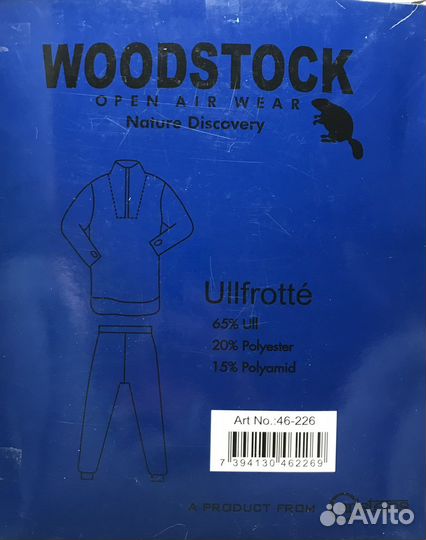 WOODSTOCK
OPEN AIR WEAR
Nature Discovery
Ullfrotté
65% Ull
20% Polyester
15% Polyamid
Art No.:46-226
7 394130 462269
A PRODUCT FROM
Avito